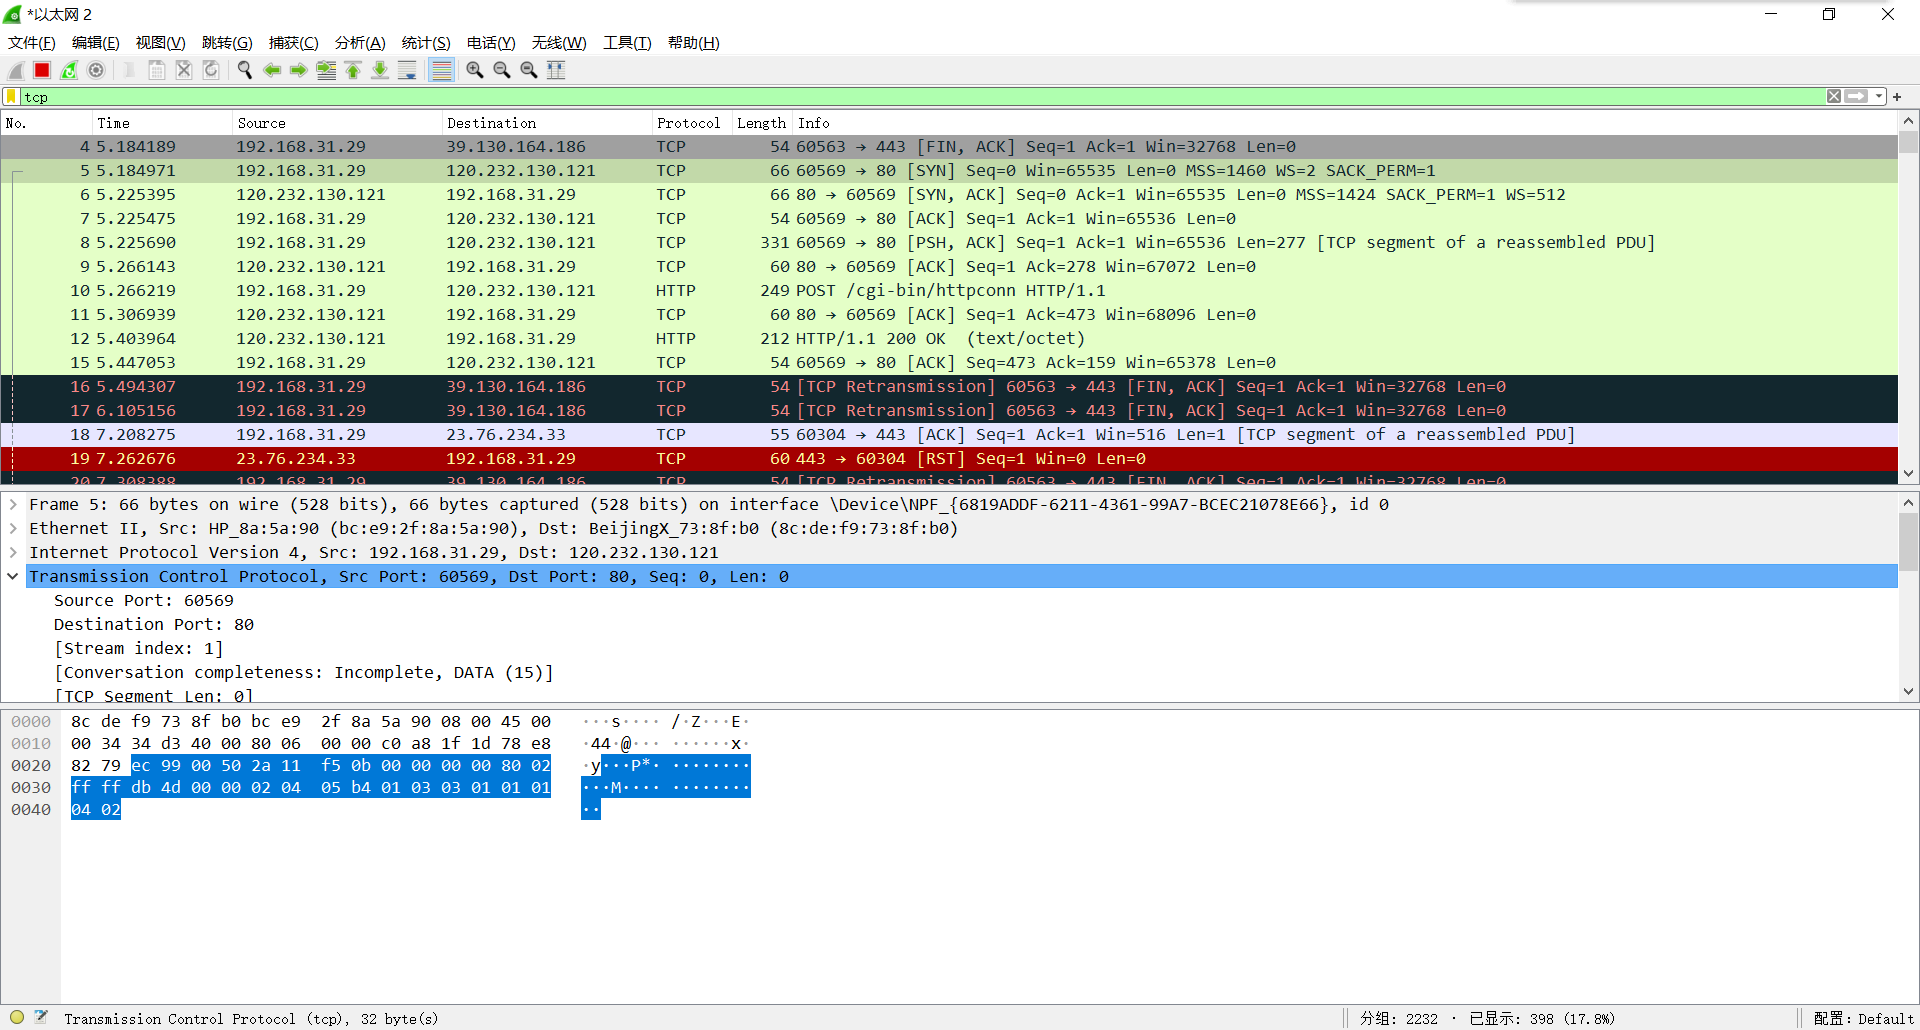 *以太网 2
文件(F) 编辑(E) 视图(V) 跳转(G) 捕获(C) 分析(A) 统计(S) 电话(Y) 无线(W) 工具(T) 帮助(H)
tcp
No. Time Source Destination Protocol Length Info
4 5.184189 192.168.31.29 39.130.164.186 TCP 54 60563 → 443 [FIN, ACK] Seq=1 Ack=1 Win=32768 Len=0
5 5.184971 192.168.31.29 120.232.130.121 TCP 66 60569 → 80 [SYN] Seq=0 Win=65535 Len=0 MSS=1460 WS=2 SACK_PERM=1
6 5.225395 120.232.130.121 192.168.31.29 TCP 66 80 → 60569 [SYN, ACK] Seq=0 Ack=1 Win=65535 Len=0 MSS=1424 SACK_PERM=1 WS=512
7 5.225475 192.168.31.29 120.232.130.121 TCP 54 60569 → 80 [ACK] Seq=1 Ack=1 Win=65536 Len=0
8 5.225690 192.168.31.29 120.232.130.121 TCP 331 60569 → 80 [PSH, ACK] Seq=1 Ack=1 Win=65536 Len=277 [TCP segment of a reassembled PDU]
9 5.266143 120.232.130.121 192.168.31.29 TCP 60 80 → 60569 [ACK] Seq=1 Ack=278 Win=67072 Len=0
10 5.266219 192.168.31.29 120.232.130.121 HTTP 249 POST /cgi-bin/httpconn HTTP/1.1
11 5.306939 120.232.130.121 192.168.31.29 TCP 60 80 → 60569 [ACK] Seq=1 Ack=473 Win=68096 Len=0
12 5.403964 120.232.130.121 192.168.31.29 HTTP 212 HTTP/1.1 200 OK (text/octet)
15 5.447053 192.168.31.29 120.232.130.121 TCP 54 60569 → 80 [ACK] Seq=473 Ack=159 Win=65378 Len=0
16 5.494307 192.168.31.29 39.130.164.186 TCP 54 [TCP Retransmission] 60563 → 443 [FIN, ACK] Seq=1 Ack=1 Win=32768 Len=0
17 6.105156 192.168.31.29 39.130.164.186 TCP 54 [TCP Retransmission] 60563 → 443 [FIN, ACK] Seq=1 Ack=1 Win=32768 Len=0
18 7.208275 192.168.31.29 23.76.234.33 TCP 55 60304 → 443 [ACK] Seq=1 Ack=1 Win=516 Len=1 [TCP segment of a reassembled PDU]
19 7.262676 23.76.234.33 192.168.31.29 TCP 60 443 → 60304 [RST] Seq=1 Win=0 Len=0
20 7.308388 192.168.31.29 39.130.164.186 TCP 54 [TCP Retransmission] 60563 → 443 [FIN, ACK] Seq=1 Ack=1 Win=32768 Len=0
Frame 5: 66 bytes on wire (528 bits), 66 bytes captured (528 bits) on interface \Device\NPF_{6819ADDF-6211-4361-99A7-BCEC21078E66}, id 0
Ethernet II, Src: HP_8a:5a:90 (bc:e9:2f:8a:5a:90), Dst: BeijingX_73:8f:b0 (8c:de:f9:73:8f:b0)
Internet Protocol Version 4, Src: 192.168.31.29, Dst: 120.232.130.121
Transmission Control Protocol, Src Port: 60569, Dst Port: 80, Seq: 0, Len: 0
Source Port: 60569
Destination Port: 80
[Stream index: 1]
[Conversation completeness: Incomplete, DATA (15)]
[TCP Segment Len: 0]
0000 8c de f9 73 8f b0 bc e9 2f 8a 5a 90 08 00 45 00 ···s···· /·Z···E·
0010 00 34 34 d3 40 00 80 06 00 00 c0 a8 1f 1d 78 e8 ·44·@··· ······x·
0020 82 79 ec 99 00 50 2a 11 f5 0b 00 00 00 00 80 02 ·y···P*· ········
0030 ff ff db 4d 00 00 02 04 05 b4 01 03 03 01 01 01 ···M···· ········
0040 04 02 ··
Transmission Control Protocol (tcp), 32 byte(s) 分组: 2232 · 已显示: 398 (17.8%) 配置: Default